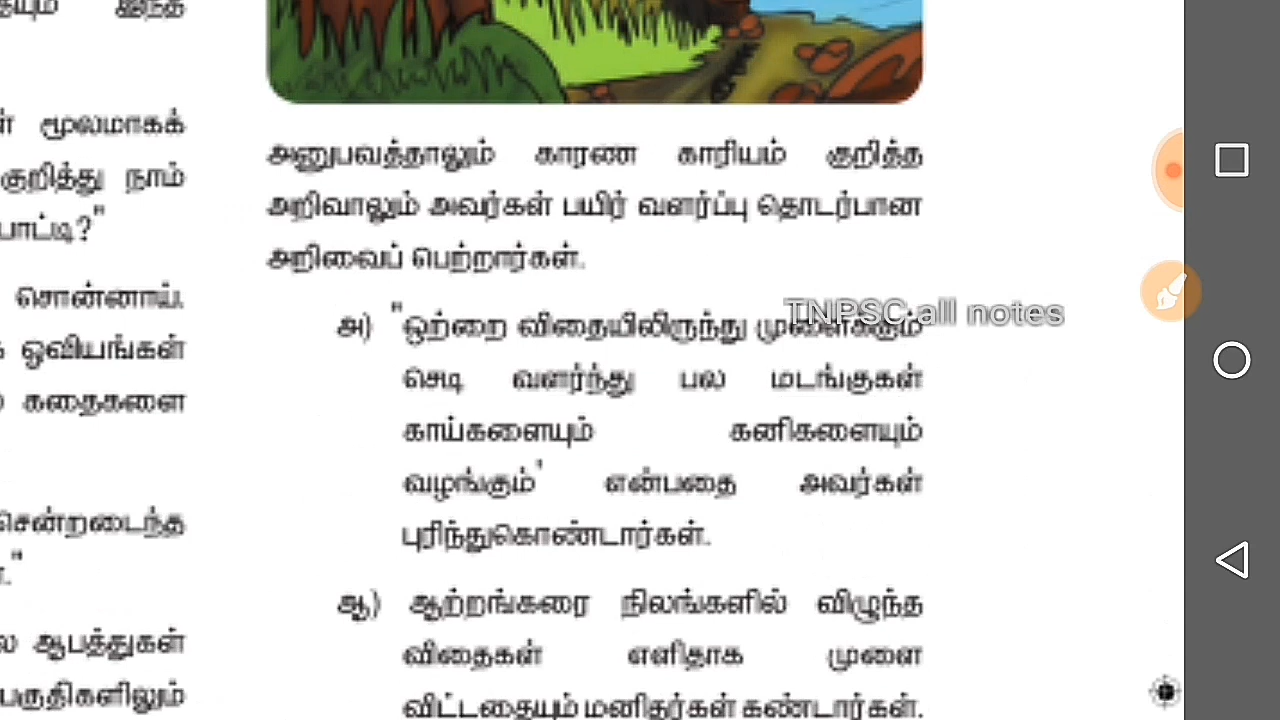 தயும் இந்த
ள் மூலமாகக்
குறித்து நாம்
பாட்டி?"
சொன்னாய்.
ஓவியங்கள்
கதைகளை
சென்றடைந்த
."
ல ஆபத்துகள்
பகுதிகளிலும்
அனுபவத்தாலும் காரண காரியம் குறித்த
அறிவாலும் அவர்கள் பயிர் வளர்ப்பு தொடர்பான
அறிவைப் பெற்றார்கள்.
TNPSC all notes
அ) "ஒற்றை விதையிலிருந்து முளைக்கும்
செடி வளர்ந்து பல மடங்குகள்
காய்களையும் கனிகளையும்
வழங்கும்' என்பதை அவர்கள்
புரிந்துகொண்டார்கள்.
ஆ) ஆற்றங்கரை நிலங்களில் விழுந்த
விதைகள் எளிதாக முளை
விட்டதையும் மனிதர்கள் கண்டார்கள்.